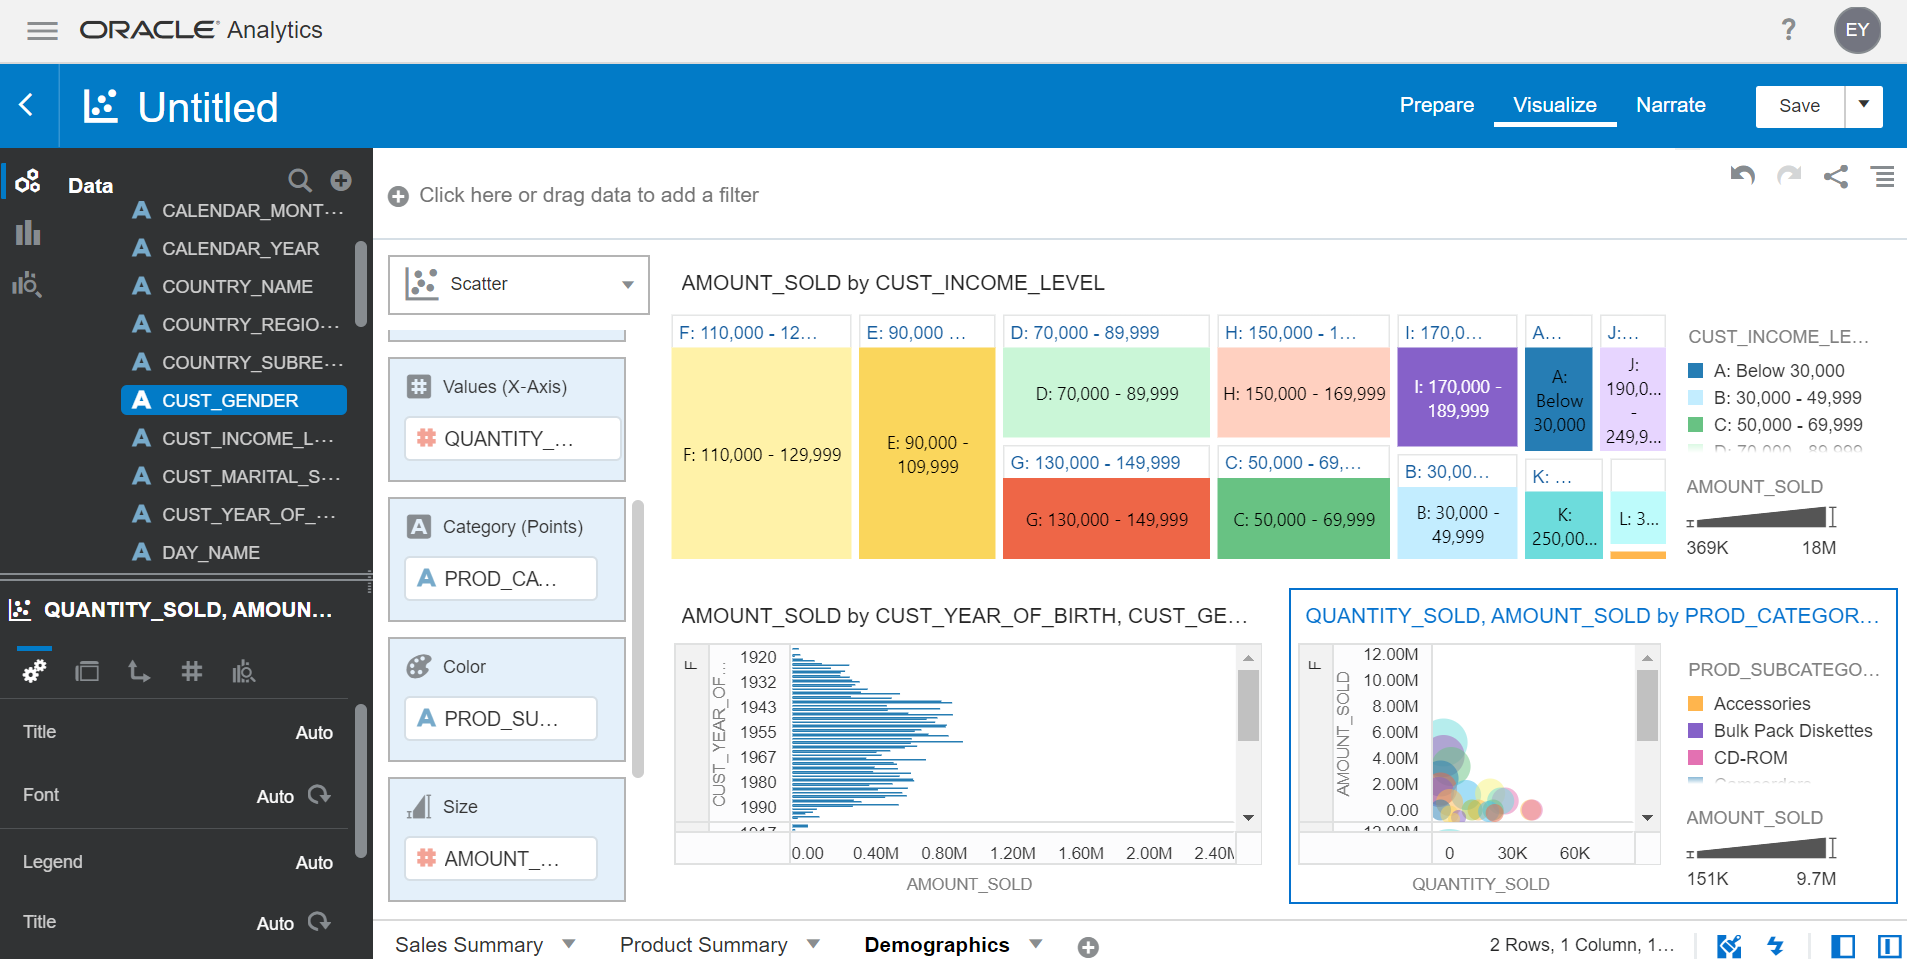 ORACLE Analytics
?
EY
Untitled
Prepare
Visualize
Narrate
Save
Data
CALENDAR_MONT...
CALENDAR_YEAR
COUNTRY_NAME
COUNTRY_REGIO...
COUNTRY_SUBRE...
CUST_GENDER
CUST_INCOME_L...
CUST_MARITAL_S...
CUST_YEAR_OF_...
DAY_NAME
QUANTITY_SOLD, AMOUN...
Title Auto
Font Auto
Legend Auto
Title Auto
Click here or drag data to add a filter
Scatter
Values (X-Axis)
QUANTITY_...
Category (Points)
PROD_CA...
Color
PROD_SU...
Size
AMOUNT_...
AMOUNT_SOLD by CUST_INCOME_LEVEL
F: 110,000 - 12...
F: 110,000 - 129,999
E: 90,000 ...
E: 90,000 -
109,999
D: 70,000 - 89,999
D: 70,000 - 89,999
G: 130,000 - 149,999
G: 130,000 - 149,999
H: 150,000 - 1...
H: 150,000 - 169,999
C: 50,000 - 69,...
C: 50,000 - 69,999
I: 170,0...
I: 170,000 -
189,999
B: 30,00...
B: 30,000 -
49,999
A...
A:
Below
30,000
J:...
J:
190,0...
-
249,9...
K: ...
K:
250,00...
L: 3...
CUST_INCOME_LE...
A: Below 30,000
B: 30,000 - 49,999
C: 50,000 - 69,999
D: 70,000 - 89,999
AMOUNT_SOLD
369K 18M
AMOUNT_SOLD by CUST_YEAR_OF_BIRTH, CUST_GE...
F
CUST_YEAR_OF_...
1920
1932
1943
1955
1967
1980
1990
1917
0.00 0.40M 0.80M 1.20M 1.60M 2.00M 2.40M
AMOUNT_SOLD
QUANTITY_SOLD, AMOUNT_SOLD by PROD_CATEGOR...
F
AMOUNT_SOLD
12.00M
10.00M
8.00M
6.00M
4.00M
2.00M
0.00
12.00M
0 30K 60K
QUANTITY_SOLD
PROD_SUBCATEGO...
Accessories
Bulk Pack Diskettes
CD-ROM
Camcorders
AMOUNT_SOLD
151K 9.7M
Sales Summary
Product Summary
Demographics
2 Rows, 1 Column, 1...